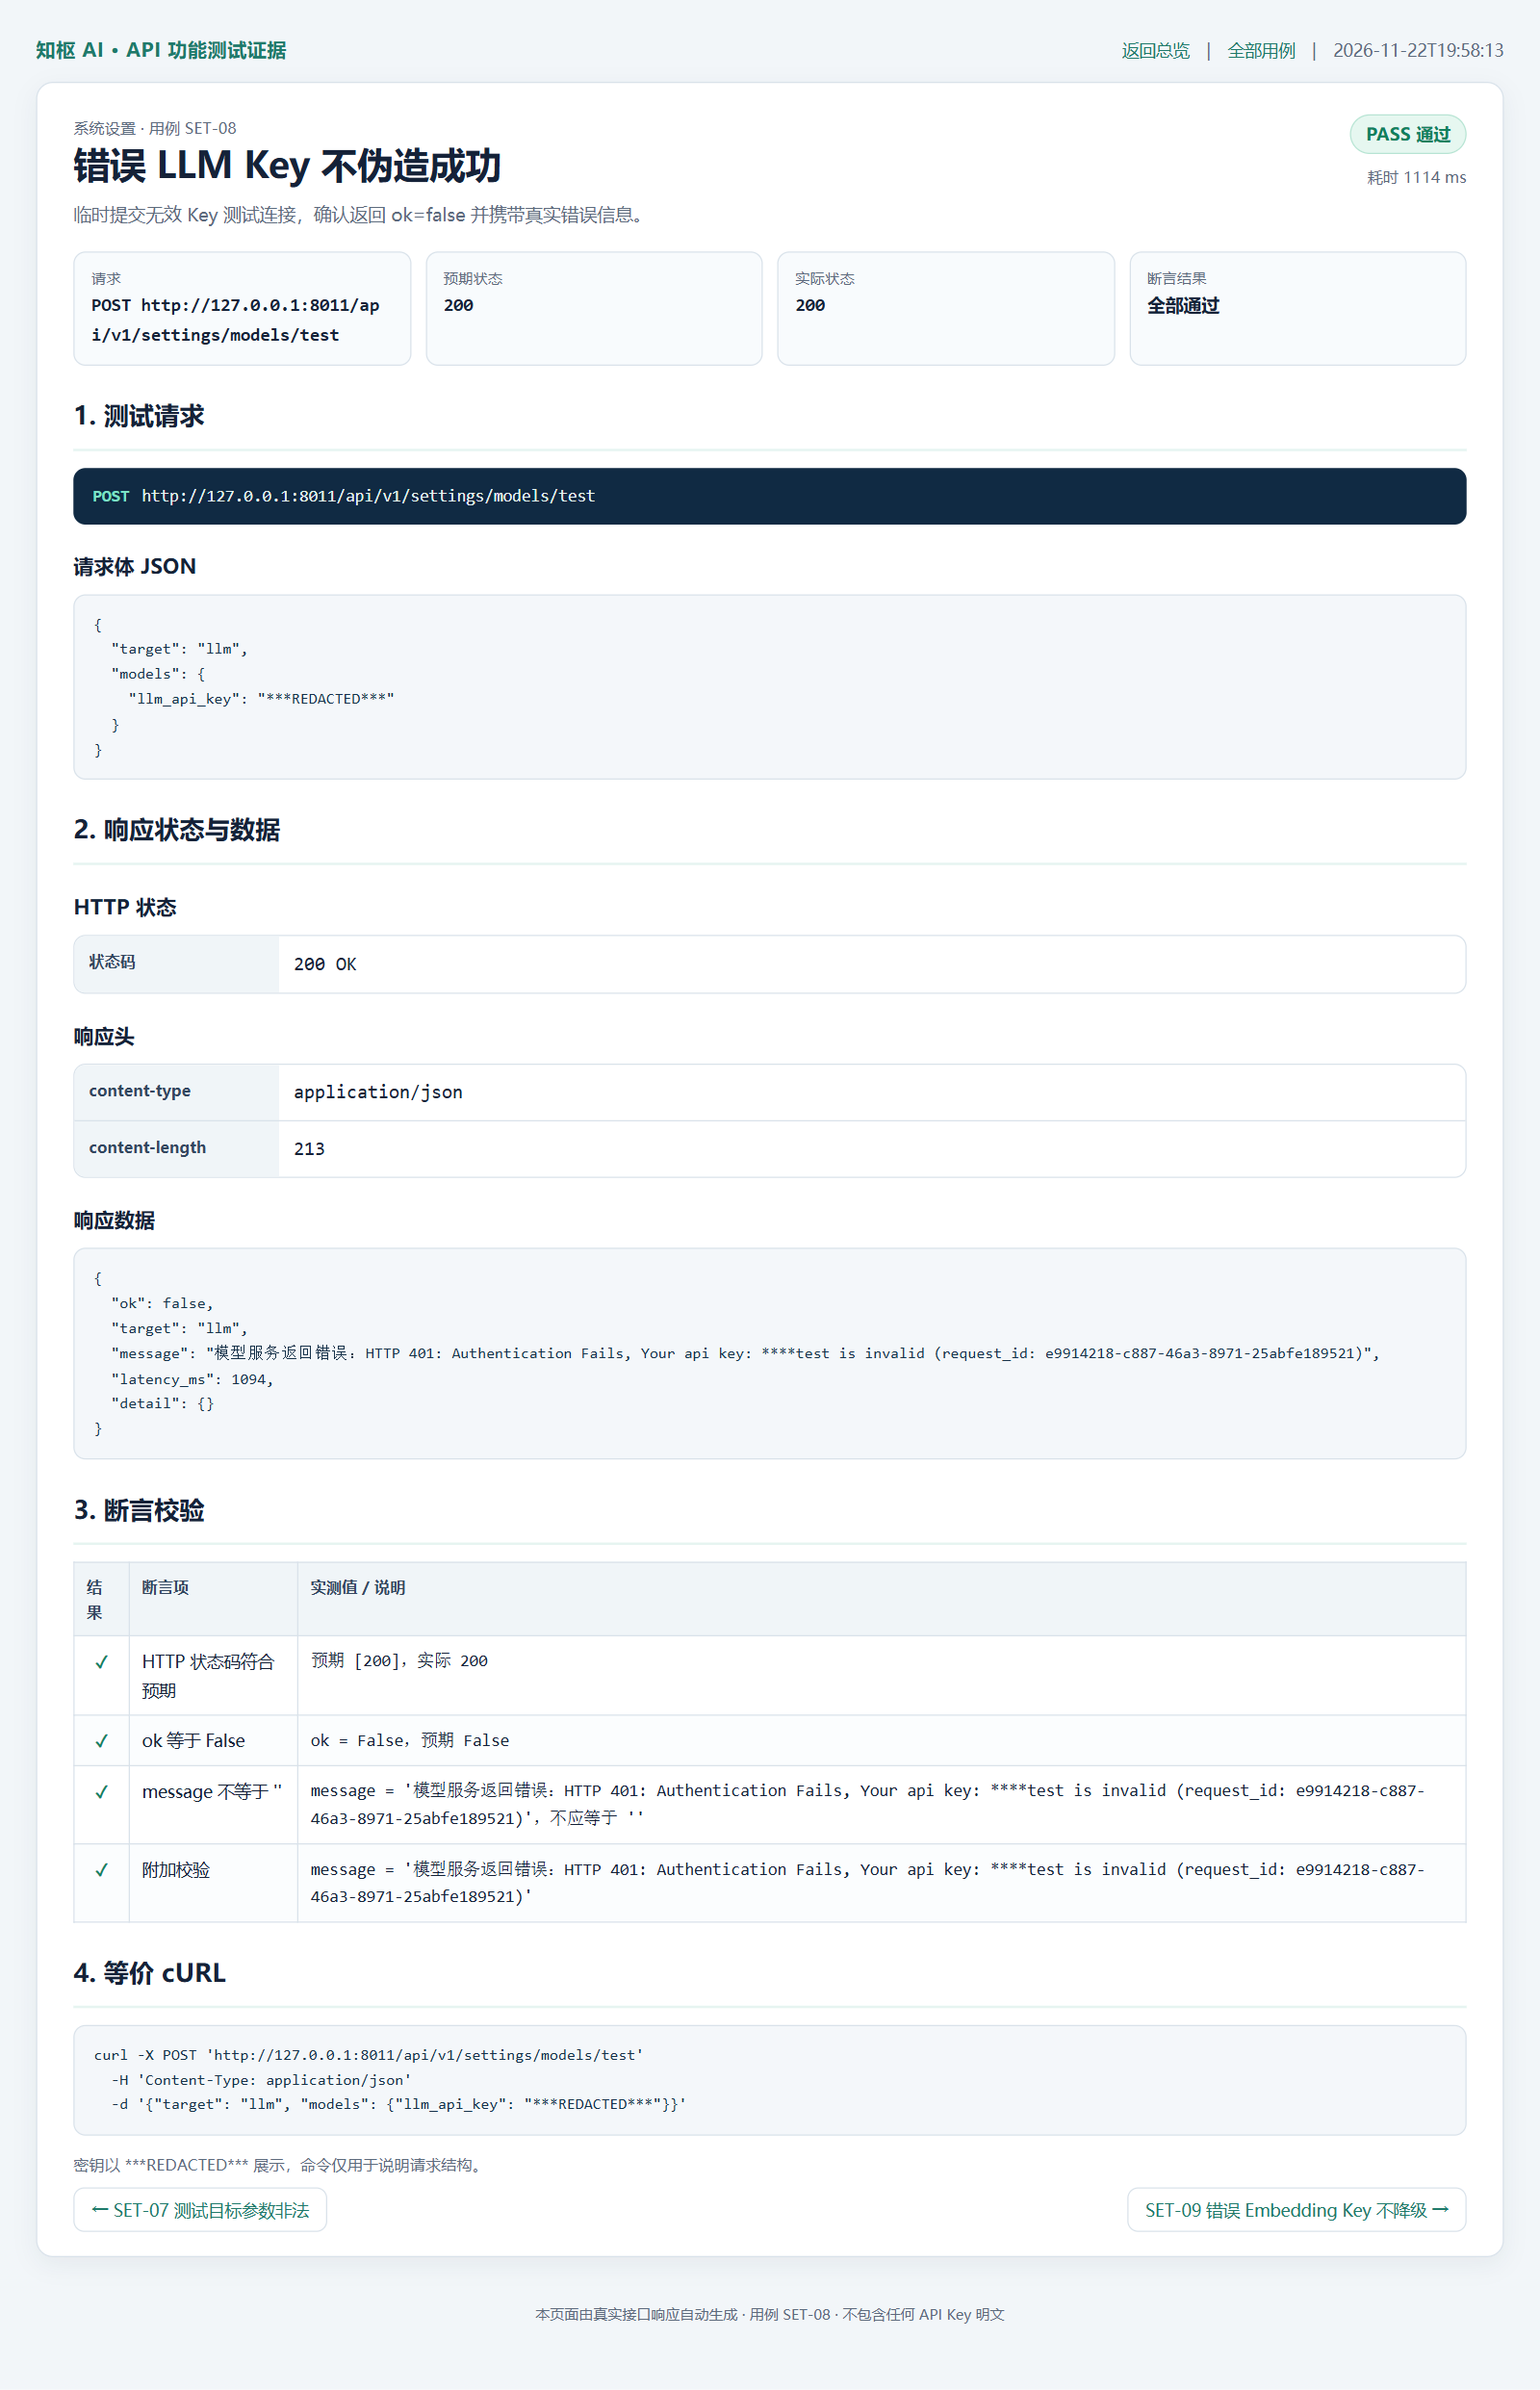 知枢 AI · API 功能测试证据
返回总览 | 全部用例 | 2026-11-22T19:58:13
系统设置 · 用例 SET-08
错误 LLM Key 不伪造成功
临时提交无效 Key 测试连接，确认返回 ok=false 并携带真实错误信息。
PASS 通过
耗时 1114 ms
请求
POST http://127.0.0.1:8011/ap
i/v1/settings/models/test
预期状态
200
实际状态
200
断言结果
全部通过
1. 测试请求
POST http://127.0.0.1:8011/api/v1/settings/models/test
请求体 JSON
{
  "target": "llm",
  "models": {
    "llm_api_key": "***REDACTED***"
  }
}
2. 响应状态与数据
HTTP 状态
状态码 200 OK
响应头
content-type application/json
content-length 213
响应数据
{
  "ok": false,
  "target": "llm",
  "message": "模型服务返回错误：HTTP 401: Authentication Fails, Your api key: ****test is invalid (request_id: e9914218-c887-46a3-8971-25abfe189521)",
  "latency_ms": 1094,
  "detail": {}
}
3. 断言校验
结
果
断言项
实测值 / 说明
✓
HTTP 状态码符合
预期
预期 [200]，实际 200
✓
ok 等于 False
ok = False，预期 False
✓
message 不等于 ''
message = '模型服务返回错误：HTTP 401: Authentication Fails, Your api key: ****test is invalid (request_id: e9914218-c887-
46a3-8971-25abfe189521)'，不应等于 ''
✓
附加校验
message = '模型服务返回错误：HTTP 401: Authentication Fails, Your api key: ****test is invalid (request_id: e9914218-c887-
46a3-8971-25abfe189521)'
4. 等价 cURL
curl -X POST 'http://127.0.0.1:8011/api/v1/settings/models/test'
  -H 'Content-Type: application/json'
  -d '{"target": "llm", "models": {"llm_api_key": "***REDACTED***"}}'
密钥以 ***REDACTED*** 展示，命令仅用于说明请求结构。
← SET-07 测试目标参数非法
SET-09 错误 Embedding Key 不降级 →
本页面由真实接口响应自动生成 · 用例 SET-08 · 不包含任何 API Key 明文